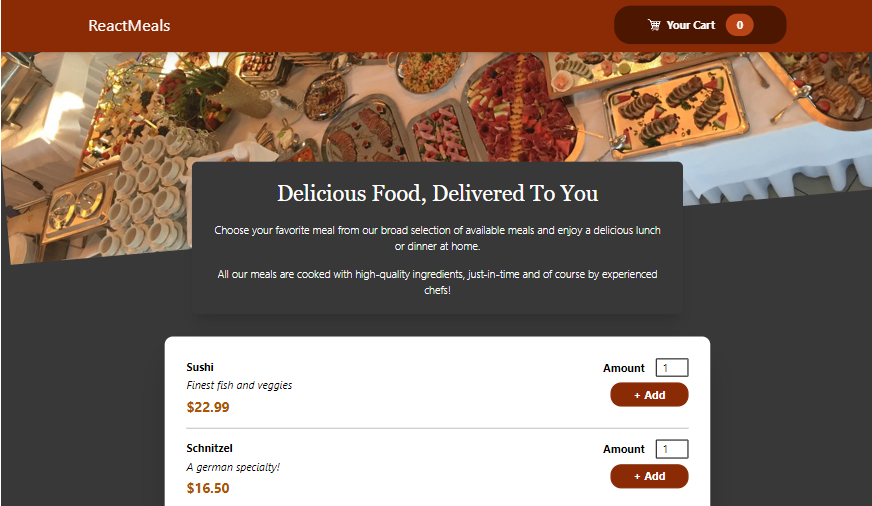 ReactMeals
Your Cart 0
Delicious Food, Delivered To You
Choose your favorite meal from our broad selection of available meals and enjoy a delicious lunch
or dinner at home.
All our meals are cooked with high-quality ingredients, just-in-time and of course by experienced
chefs!
Sushi
Finest fish and veggies
$22.99
Amount 1
+ Add
Schnitzel
A german specialty!
$16.50
Amount 1
+ Add